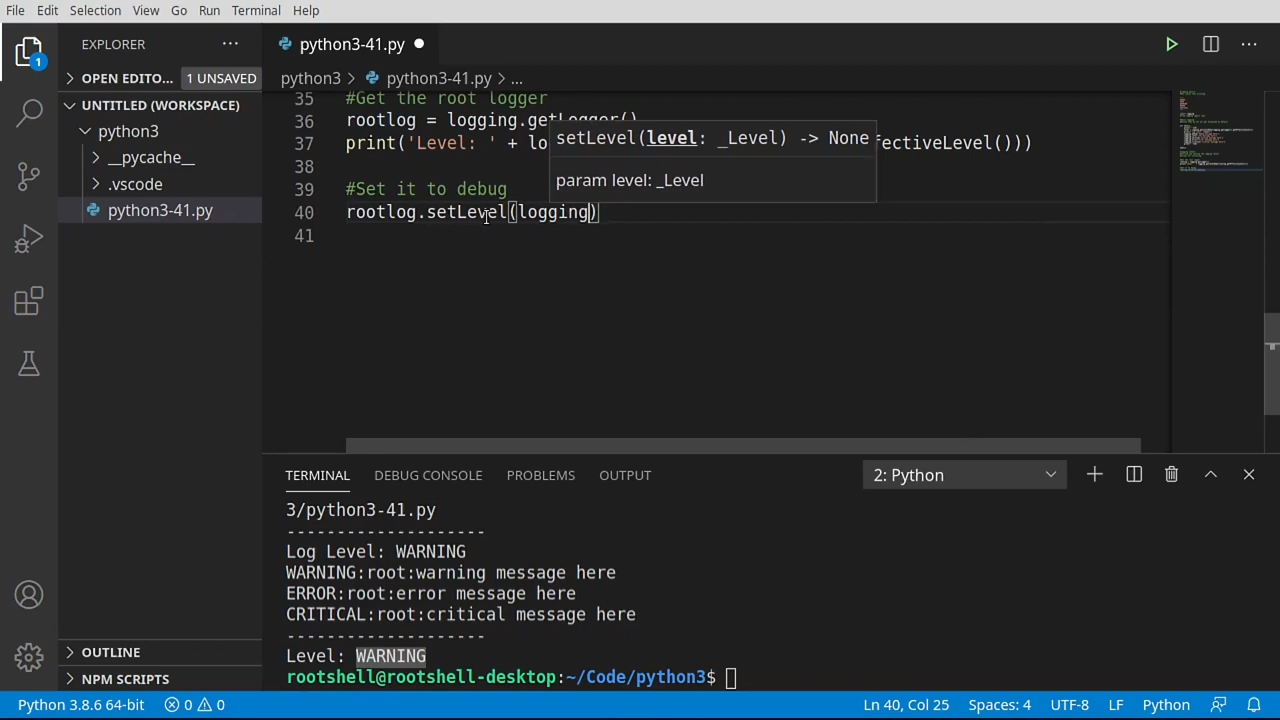 File Edit Selection View Go Run Terminal Help
1
EXPLORER ···
OPEN EDITO... 1 UNSAVED
UNTITLED (WORKSPACE)
python3
__pycache__
.vscode
python3-41.py
OUTLINE
NPM SCRIPTS
python3-41.py
python3 > python3-41.py > ...
35 #Get the root logger
36 rootlog = logging.getLogger()
37 print('Level: ' + lo fectiveLevel()))
38
39 #Set it to debug
40 rootlog.setLevel(logging)
41
setLevel(level: _Level) -> None
param level: _Level
TERMINAL DEBUG CONSOLE PROBLEMS OUTPUT 2: Python
3/python3-41.py
--------------------
Log Level: WARNING
WARNING:root:warning message here
ERROR:root:error message here
CRITICAL:root:critical message here
--------------------
Level: WARNING
rootshell@rootshell-desktop:~/Code/python3$
Python 3.8.6 64-bit 0 0 Ln 40, Col 25 Spaces: 4 UTF-8 LF Python